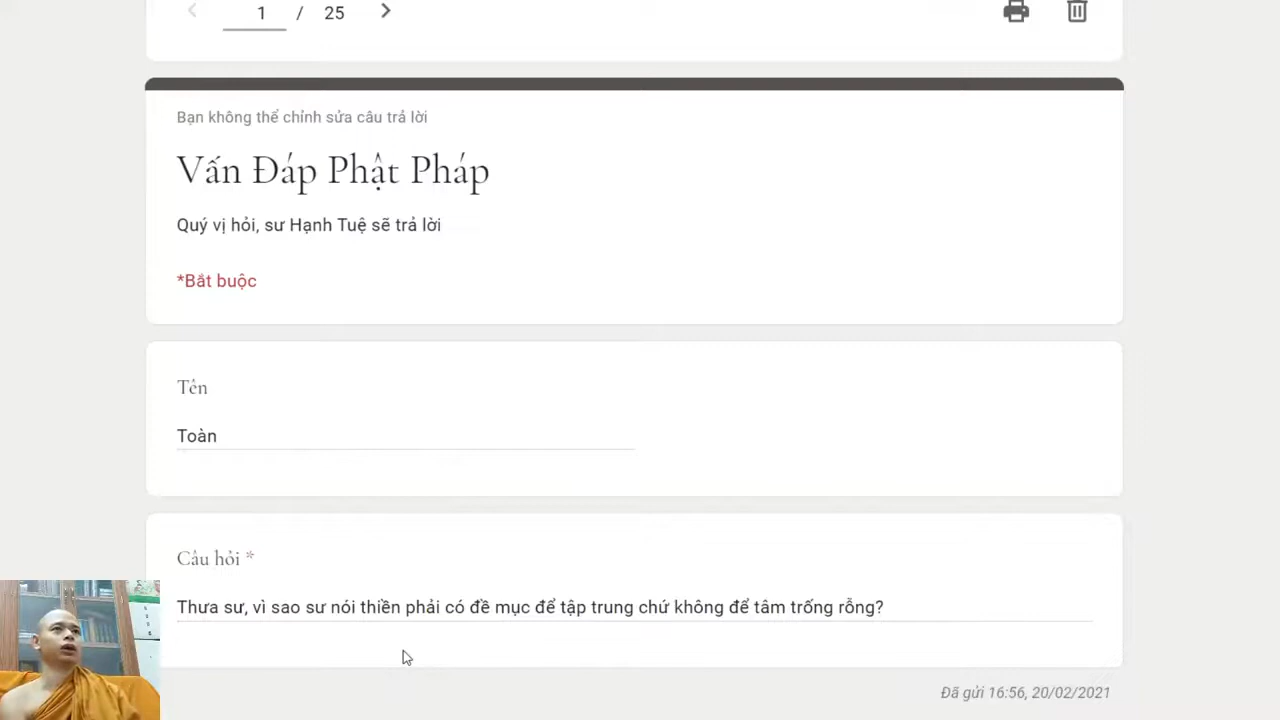 1 / 25
Bạn không thể chỉnh sửa câu trả lời
Vấn Đáp Phật Pháp
Quý vị hỏi, sư Hạnh Tuệ sẽ trả lời
*Bắt buộc
Tên
Toàn
Câu hỏi *
Thưa sư, vì sao sư nói thiền phải có đề mục để tập trung chứ không để tâm trống rỗng?
Đã gửi 16:56, 20/02/2021